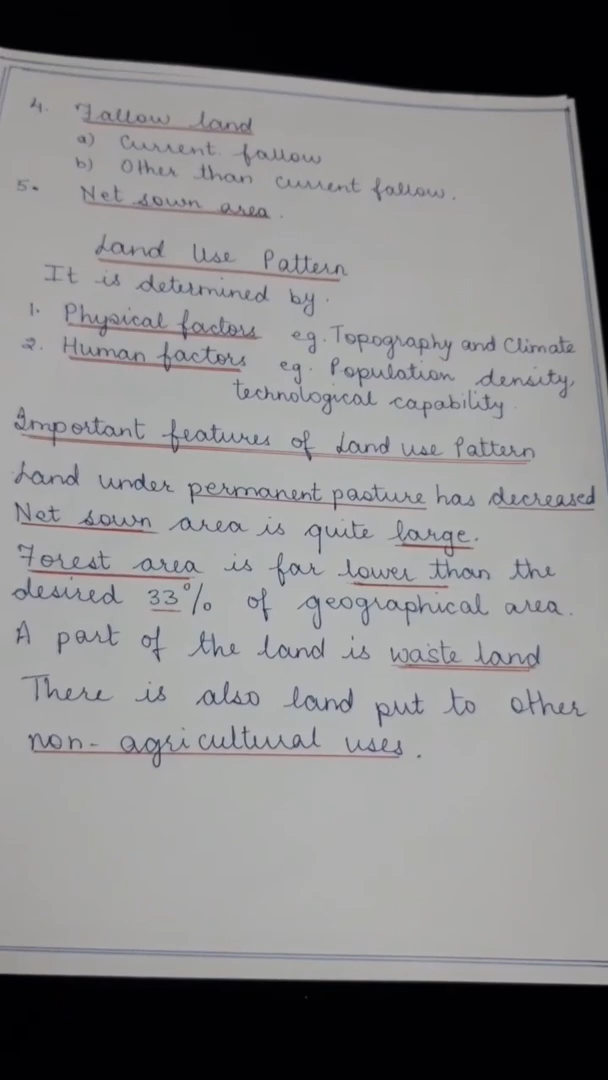 4. Fallow land
a) Current fallow
b) Other than current fallow.
5. Net sown area.
Land Use Pattern
It is determined by.
1. Physical factors eg. Topography and Climate
2. Human factors eg. Population density,
technological capability.
Important features of Land use Pattern
Land under permanent pasture has decreased
Net sown area is quite large.
Forest area is far lower than the
desired 33% of geographical area.
A part of the land is waste land
There is also land put to other
non-agricultural uses.